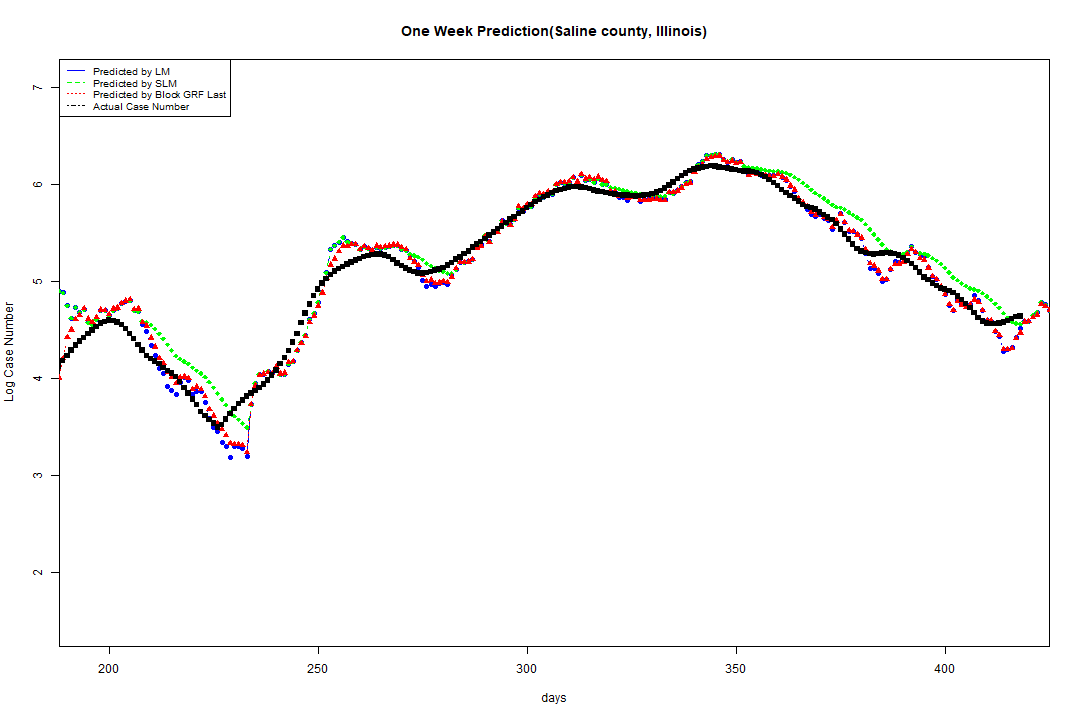 One Week Prediction(Saline county, Illinois)
Predicted by LM
Predicted by SLM
Predicted by Block GRF Last
Actual Case Number
7
6
5
4
3
2
Log Case Number
200 250 300 350 400
days